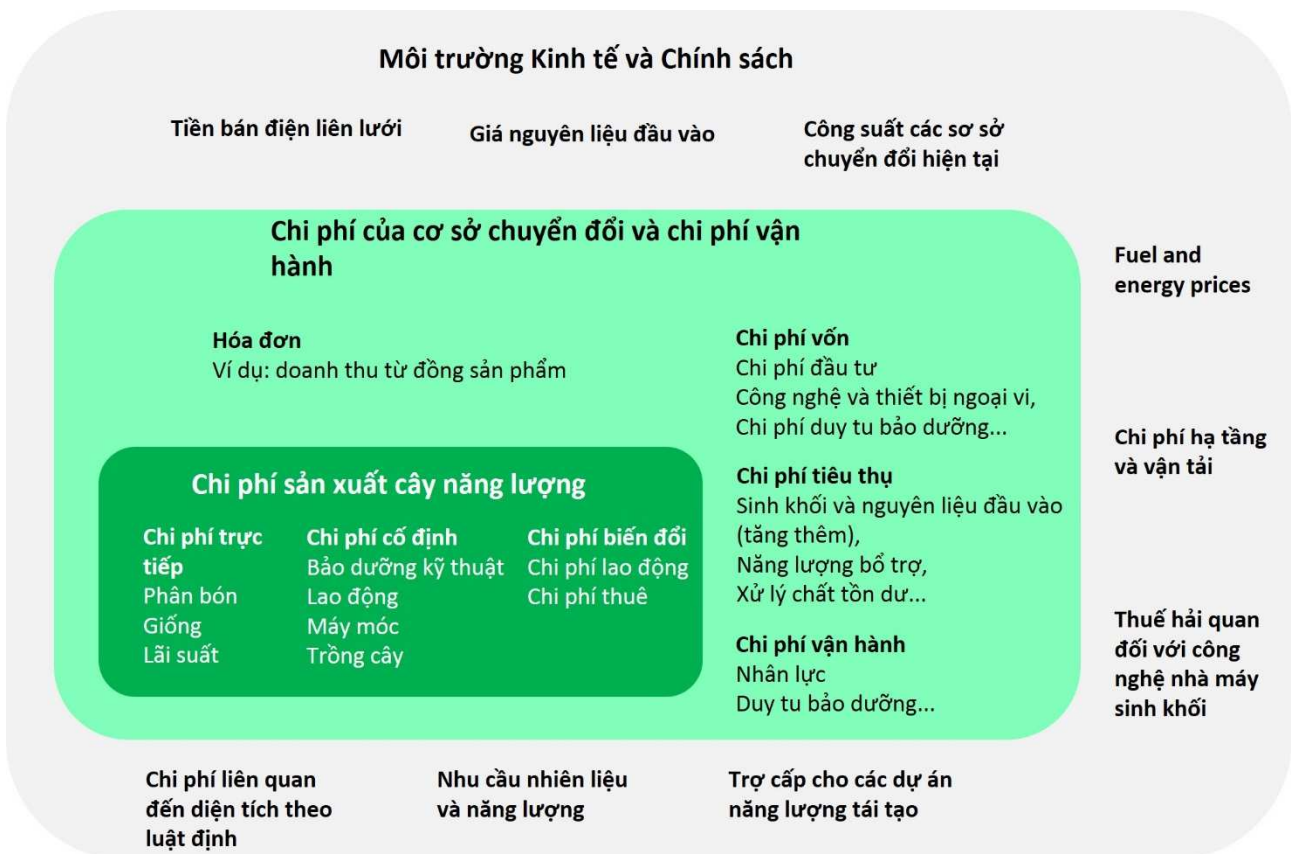 Môi trường Kinh tế và Chính sách
Tiền bán điện liên lưới
Giá nguyên liệu đầu vào
Công suất các sơ sở
chuyển đổi hiện tại
Chi phí của cơ sở chuyển đổi và chi phí vận
hành
Fuel and
energy prices
Hóa đơn
Ví dụ: doanh thu từ đồng sản phẩm
Chi phí vốn
Chi phí đầu tư
Công nghệ và thiết bị ngoại vi,
Chi phí duy tu bảo dưỡng...
Chi phí hạ tầng
và vận tải
Chi phí sản xuất cây năng lượng
Chi phí trực
tiếp
Phân bón
Giống
Lãi suất
Chi phí cố định
Bảo dưỡng kỹ thuật
Lao động
Máy móc
Trồng cây
Chi phí biến đổi
Chi phí lao động
Chi phí thuê
Chi phí tiêu thụ
Sinh khối và nguyên liệu đầu vào
(tăng thêm),
Năng lượng bổ trợ,
Xử lý chất tồn dư...
Chi phí vận hành
Nhân lực
Duy tu bảo dưỡng...
Thuế hải quan
đối với công
nghệ nhà máy
sinh khối
Chi phí liên quan
đến diện tích theo
luật định
Nhu cầu nhiên liệu
và năng lượng
Trợ cấp cho các dự án
năng lượng tái tạo